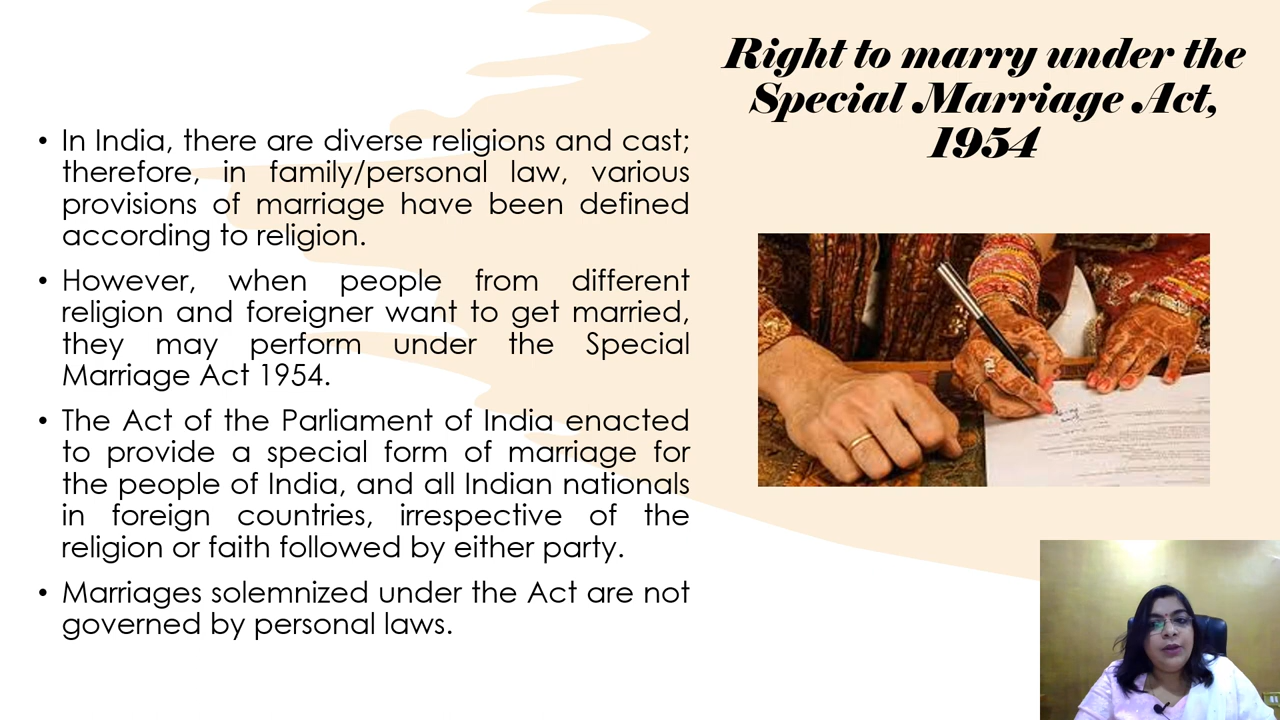 Right to marry under the
Special Marriage Act,
1954
• In India, there are diverse religions and cast;
therefore, in family/personal law, various
provisions of marriage have been defined
according to religion.
• However, when people from different
religion and foreigner want to get married,
they may perform under the Special
Marriage Act 1954.
• The Act of the Parliament of India enacted
to provide a special form of marriage for
the people of India, and all Indian nationals
in foreign countries, irrespective of the
religion or faith followed by either party.
• Marriages solemnized under the Act are not
governed by personal laws.